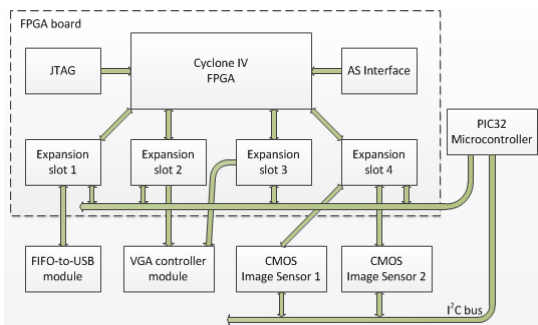 FPGA board
JTAG
Cyclone IV
FPGA
AS Interface
PIC32
Microcontroller
Expansion
slot 1
Expansion
slot 2
Expansion
slot 3
Expansion
slot 4
FIFO-to-USB
module
VGA controller
module
CMOS
Image Sensor 1
CMOS
Image Sensor 2
I²C bus